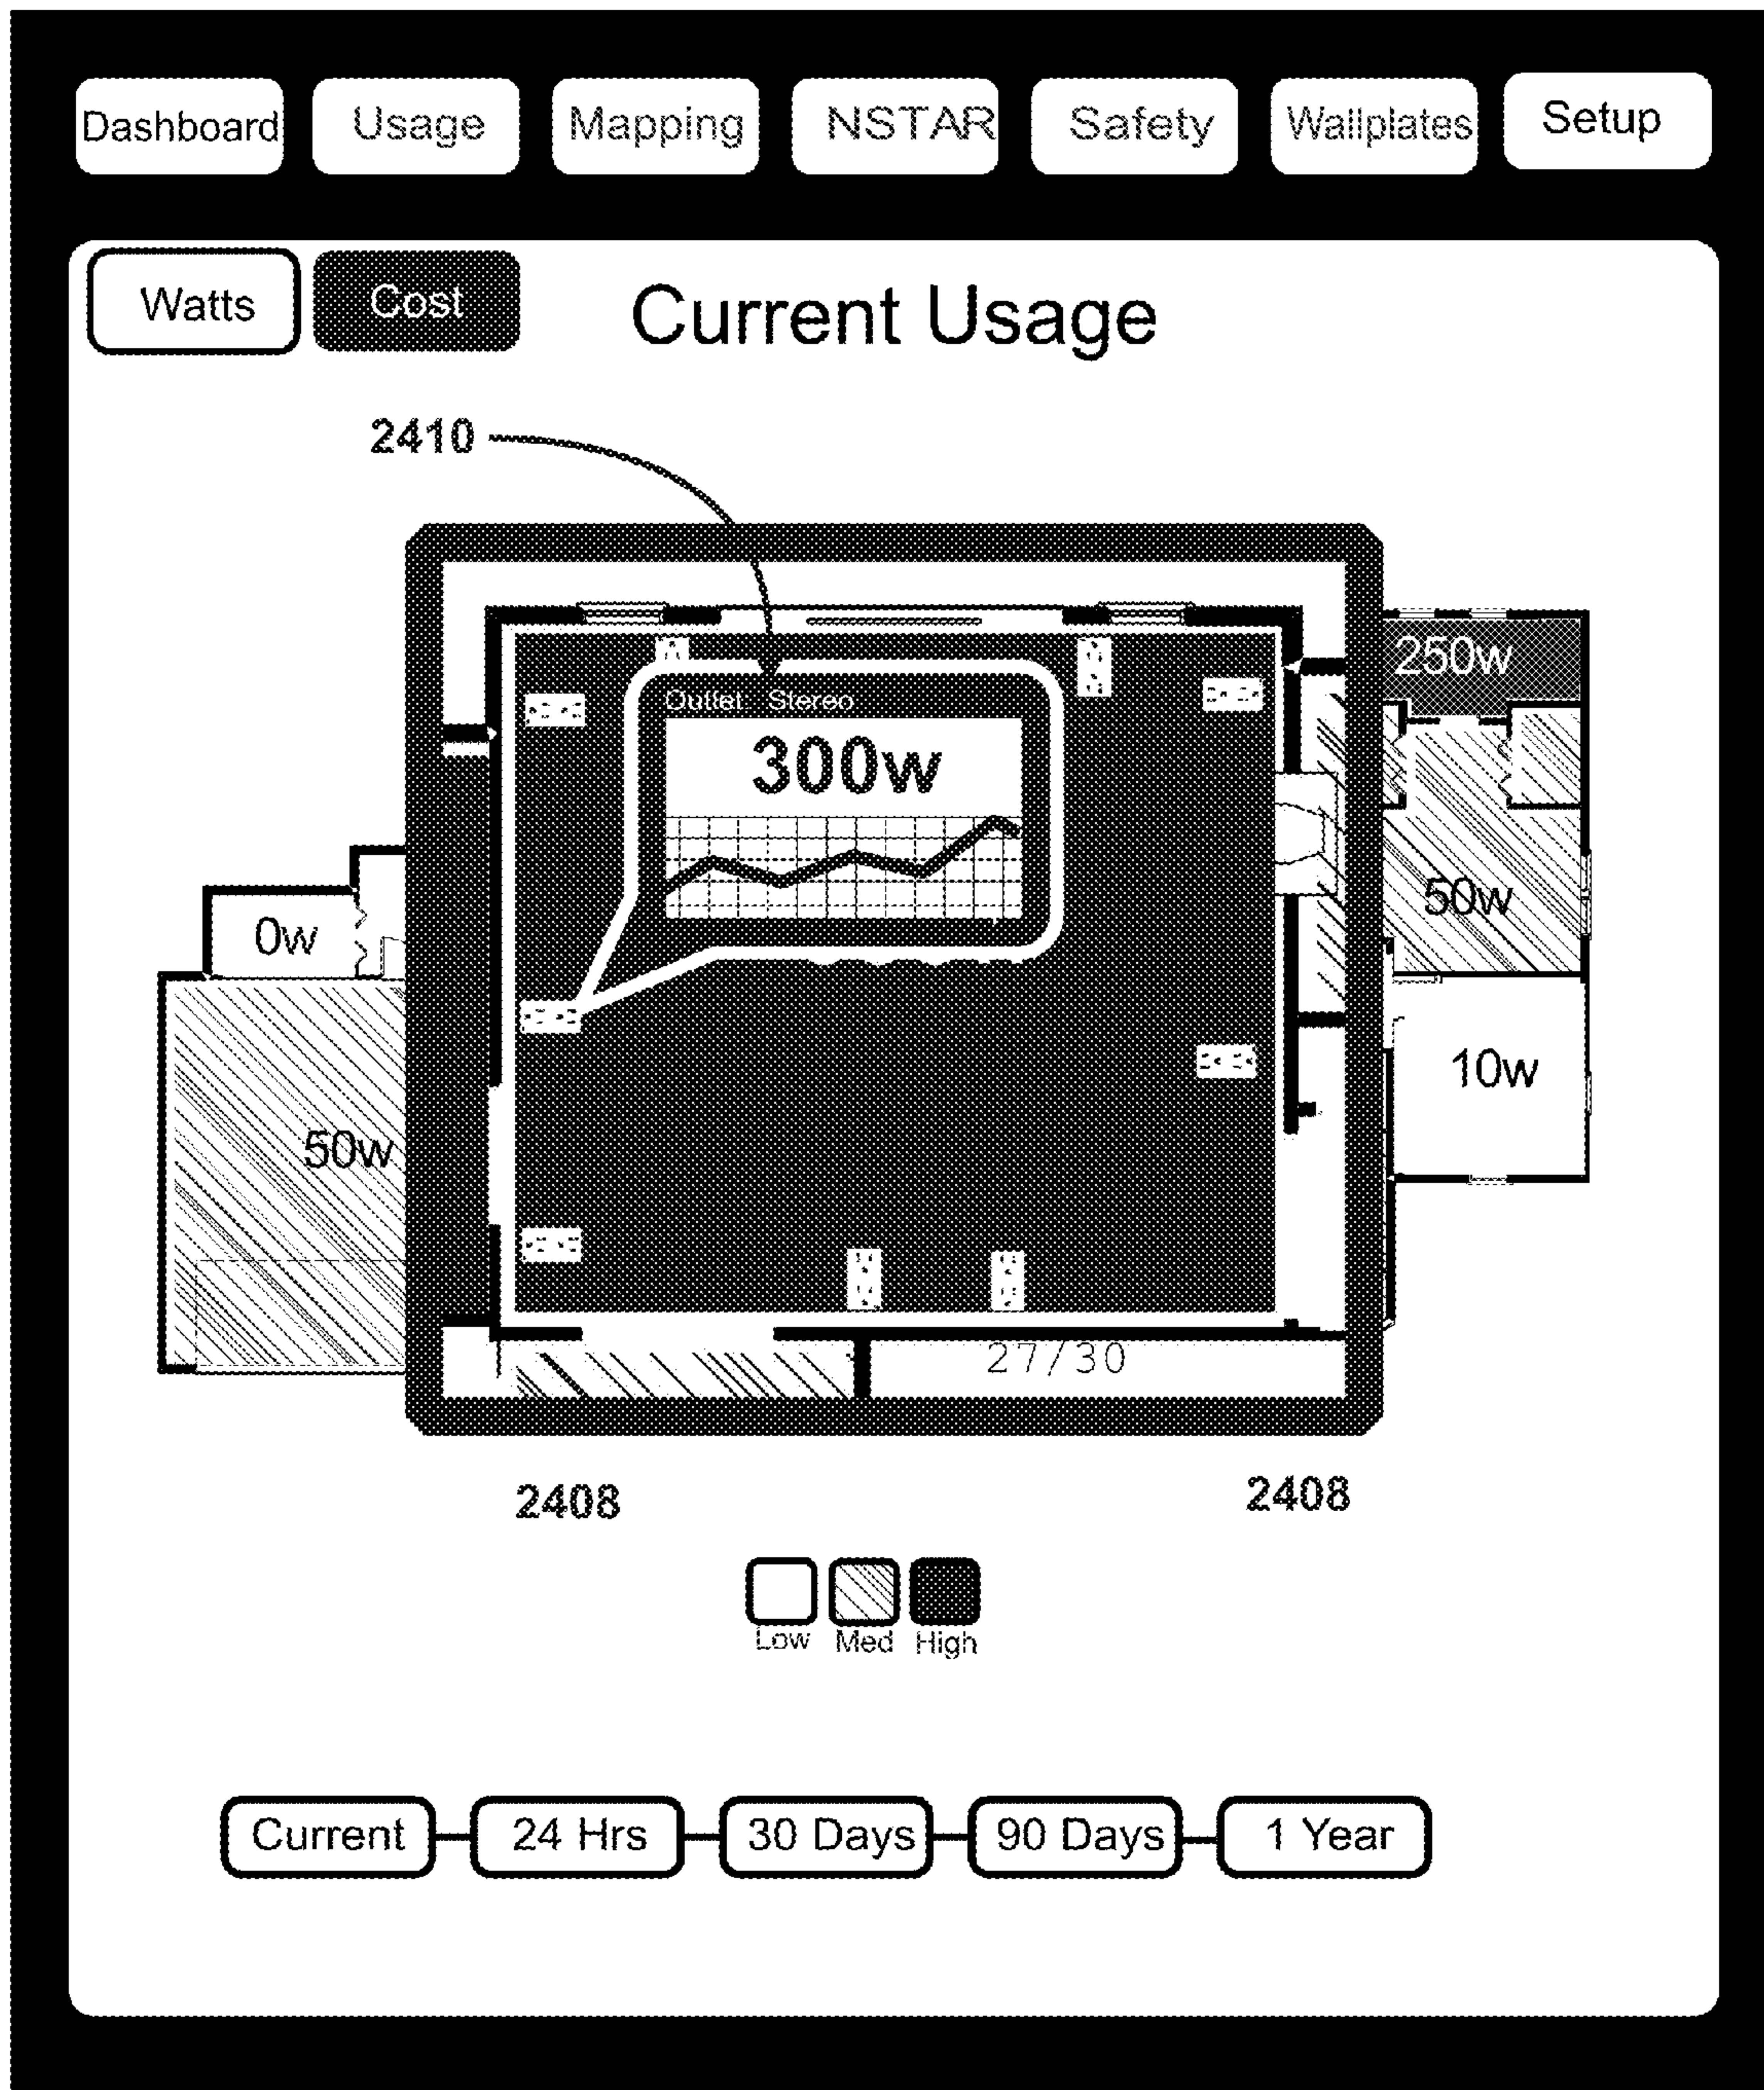 Dashboard Usage Mapping NSTAR Safety Wallplates Setup
Watts Cost Current Usage
2410
Outlet: Stereo
300w
250w
50w
0w
10w
50w
27/30
2408 2408
Low Med High
Current 24 Hrs 30 Days 90 Days 1 Year